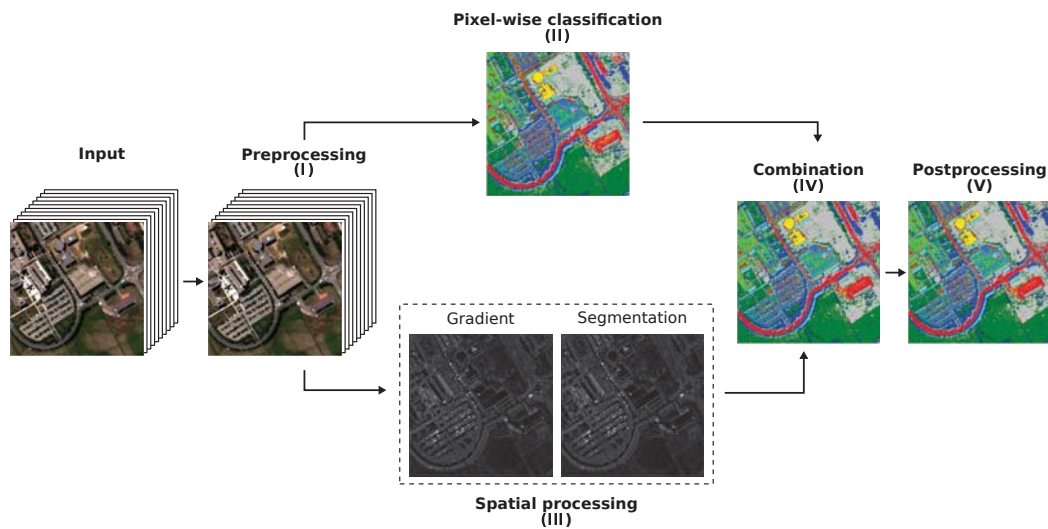 Pixel-wise classification
(II)
Input
Preprocessing
(I)
Combination
(IV)
Postprocessing
(V)
Gradient
Segmentation
Spatial processing
(III)